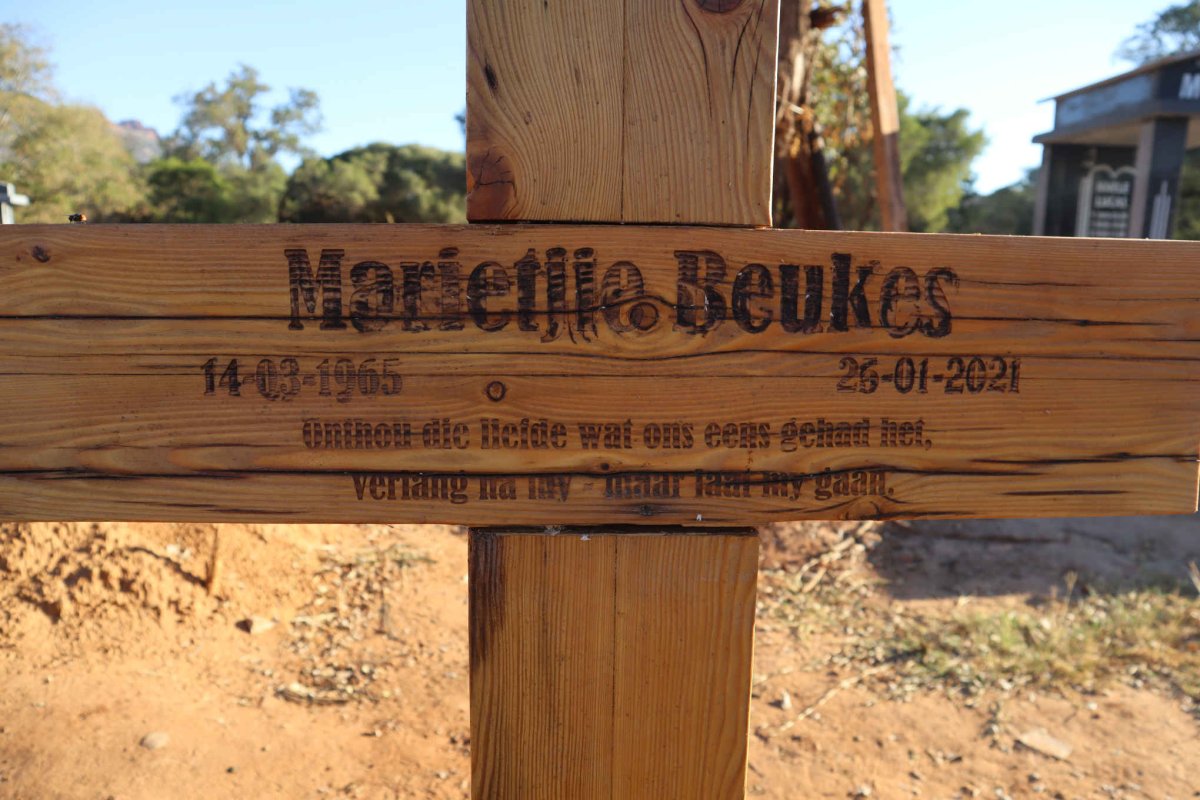 Marietjie Beukes
14-03-1965 26-01-2021
Onthou die liefde wat ons eens gehad het,
verlang na my - maar laat my gaan.